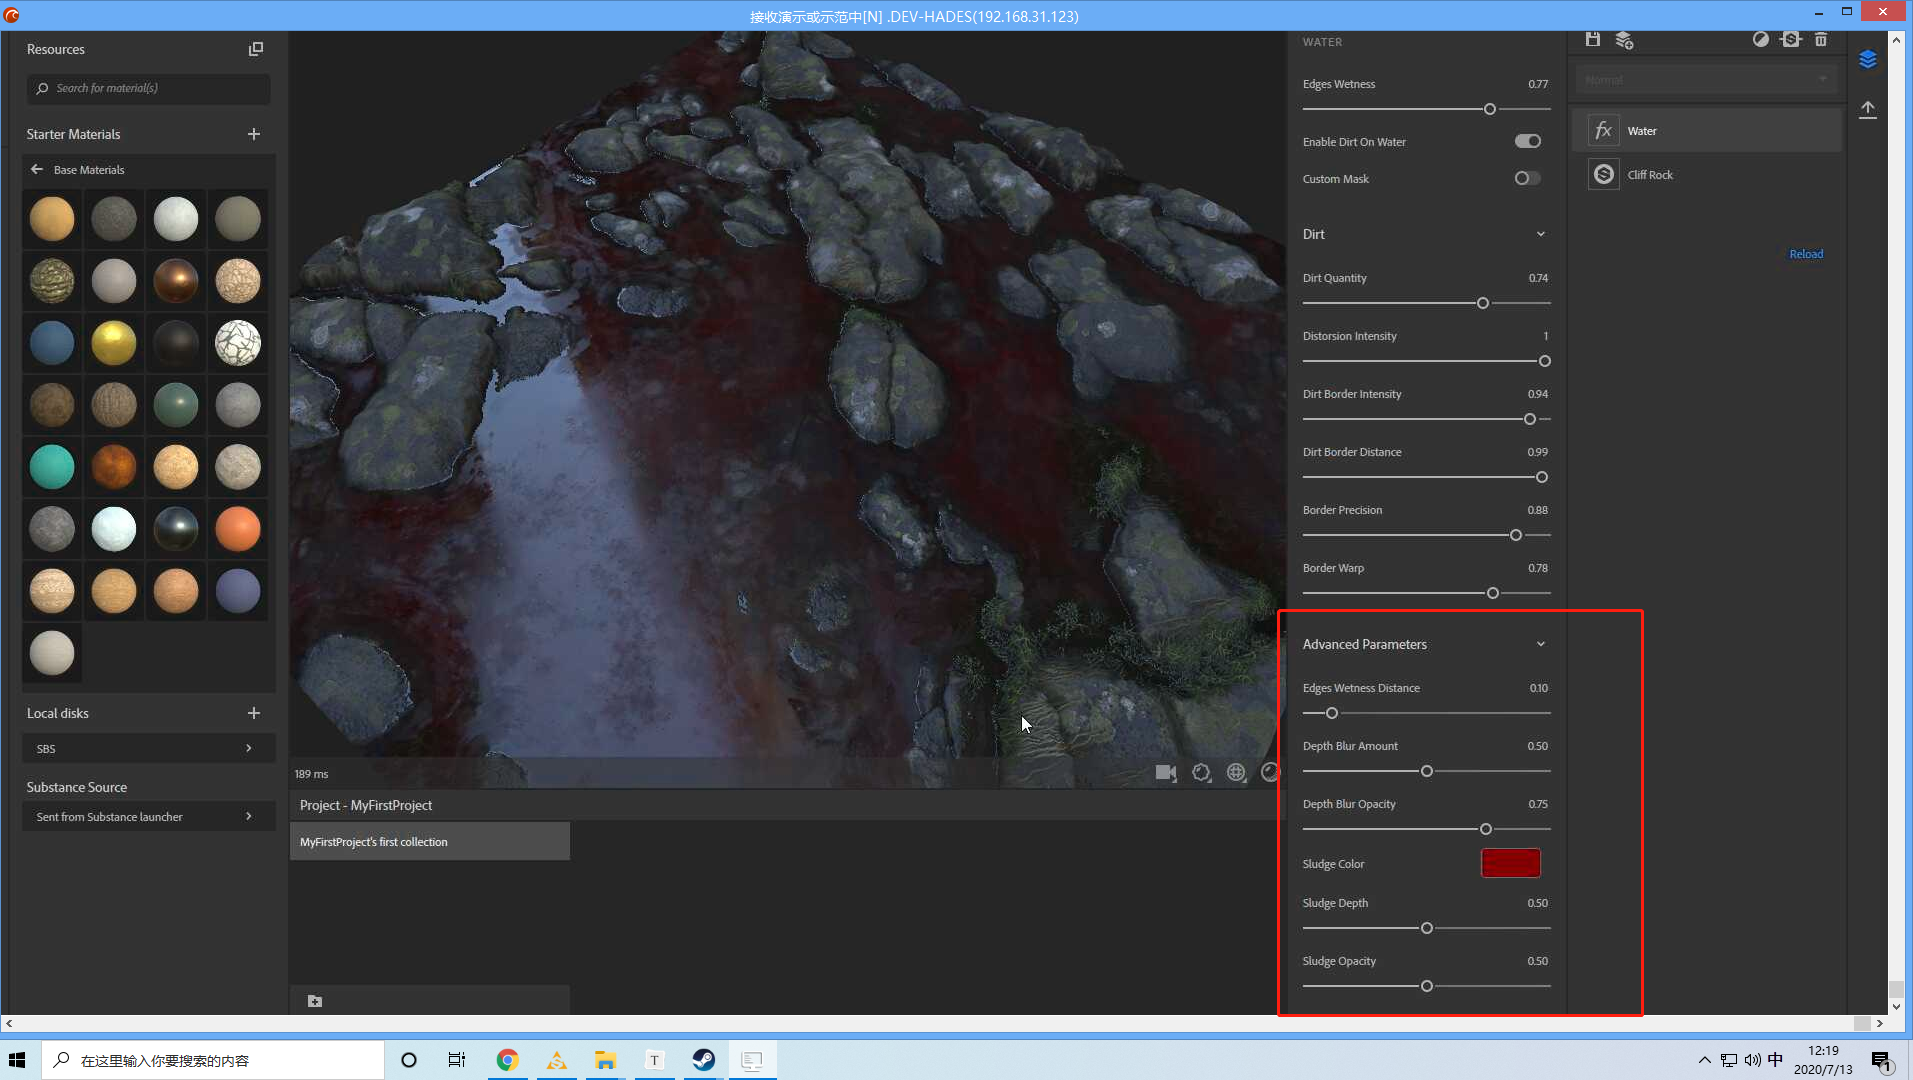 接收演示或示范中[N] .DEV-HADES(192.168.31.123)
Resources
Search for material(s)
Starter Materials
Base Materials
Local disks
SBS
Substance Source
Sent from Substance launcher
189 ms
Project - MyFirstProject
MyFirstProject's first collection
WATER
Edges Wetness 0.77
Enable Dirt On Water
Custom Mask
Dirt
Dirt Quantity 0.74
Distorsion Intensity 1
Dirt Border Intensity 0.94
Dirt Border Distance 0.99
Border Precision 0.88
Border Warp 0.78
Advanced Parameters
Edges Wetness Distance 0.10
Depth Blur Amount 0.50
Depth Blur Opacity 0.75
Sludge Color
Sludge Depth 0.50
Sludge Opacity 0.50
Normal
fx Water
Cliff Rock
Reload
在这里输入你要搜索的内容
T
中
12:19
2020/7/13
1